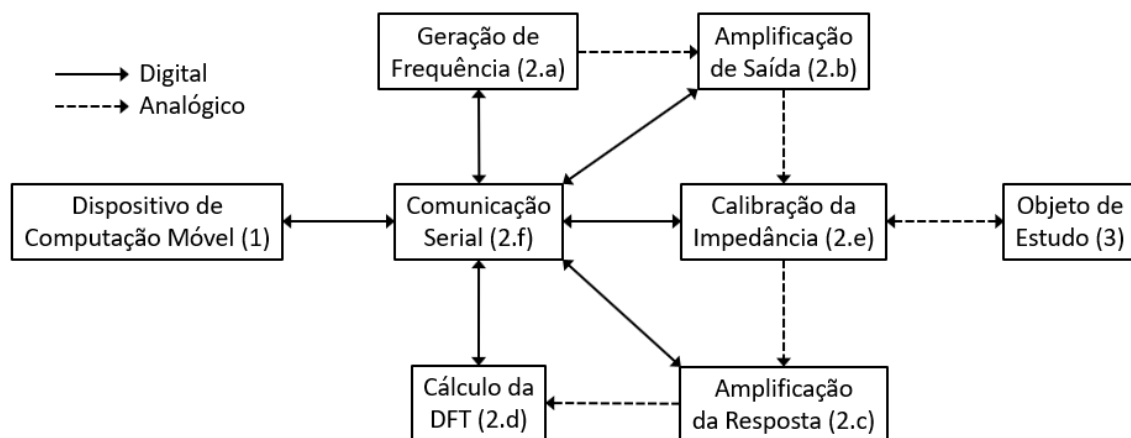 Geração de
Frequência (2.a)
Amplificação
de Saída (2.b)
Digital
Analógico
Dispositivo de
Computação Móvel (1)
Comunicação
Serial (2.f)
Calibração da
Impedância (2.e)
Objeto de
Estudo (3)
Cálculo da
DFT (2.d)
Amplificação
da Resposta (2.c)